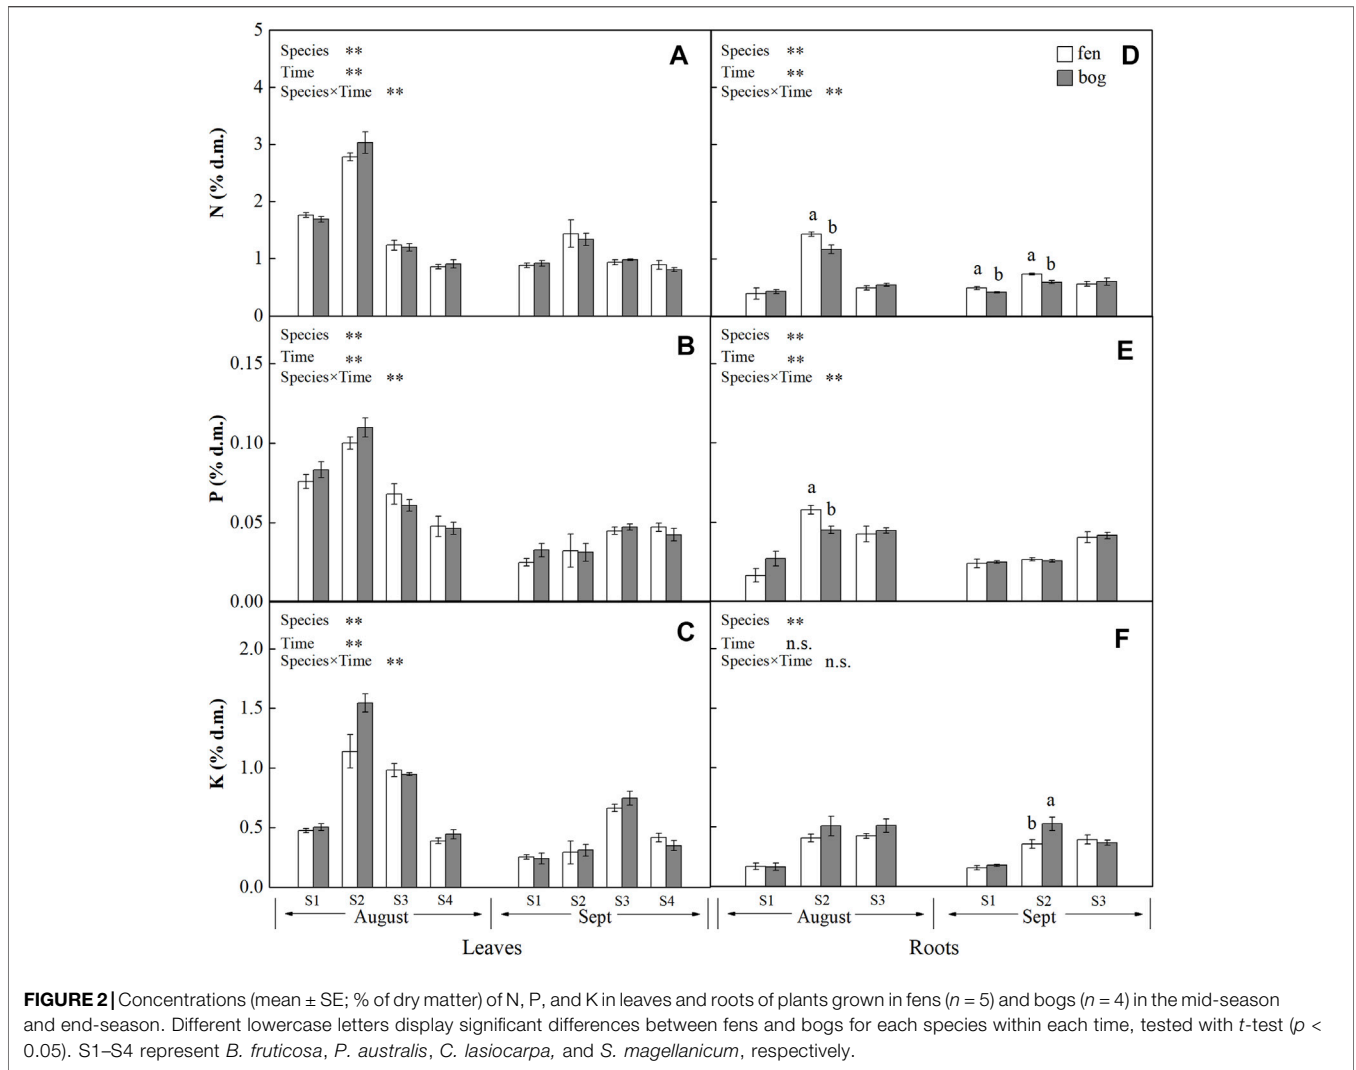 Species **
Time **
Species×Time **
A
N (% d.m.)
5
4
3
2
1
0
Species **
Time **
Species×Time **
D
fen
bog
a
b
a
b
a
b
Species **
Time **
Species×Time **
B
P (% d.m.)
0.15
0.10
0.05
0.00
Species **
Time **
Species×Time **
E
a
b
Species **
Time **
Species×Time **
C
K (% d.m.)
2.0
1.5
1.0
0.5
0.0
Species **
Time n.s.
Species×Time n.s.
F
b
a
S1 S2 S3 S4 S1 S2 S3 S4 S1 S2 S3 S1 S2 S3
August Sept August Sept
Leaves Roots
FIGURE 2 | Concentrations (mean ± SE; % of dry matter) of N, P, and K in leaves and roots of plants grown in fens (n = 5) and bogs (n = 4) in the mid-season
and end-season. Different lowercase letters display significant differences between fens and bogs for each species within each time, tested with t-test (p <
0.05). S1–S4 represent B. fruticosa, P. australis, C. lasiocarpa, and S. magellanicum, respectively.